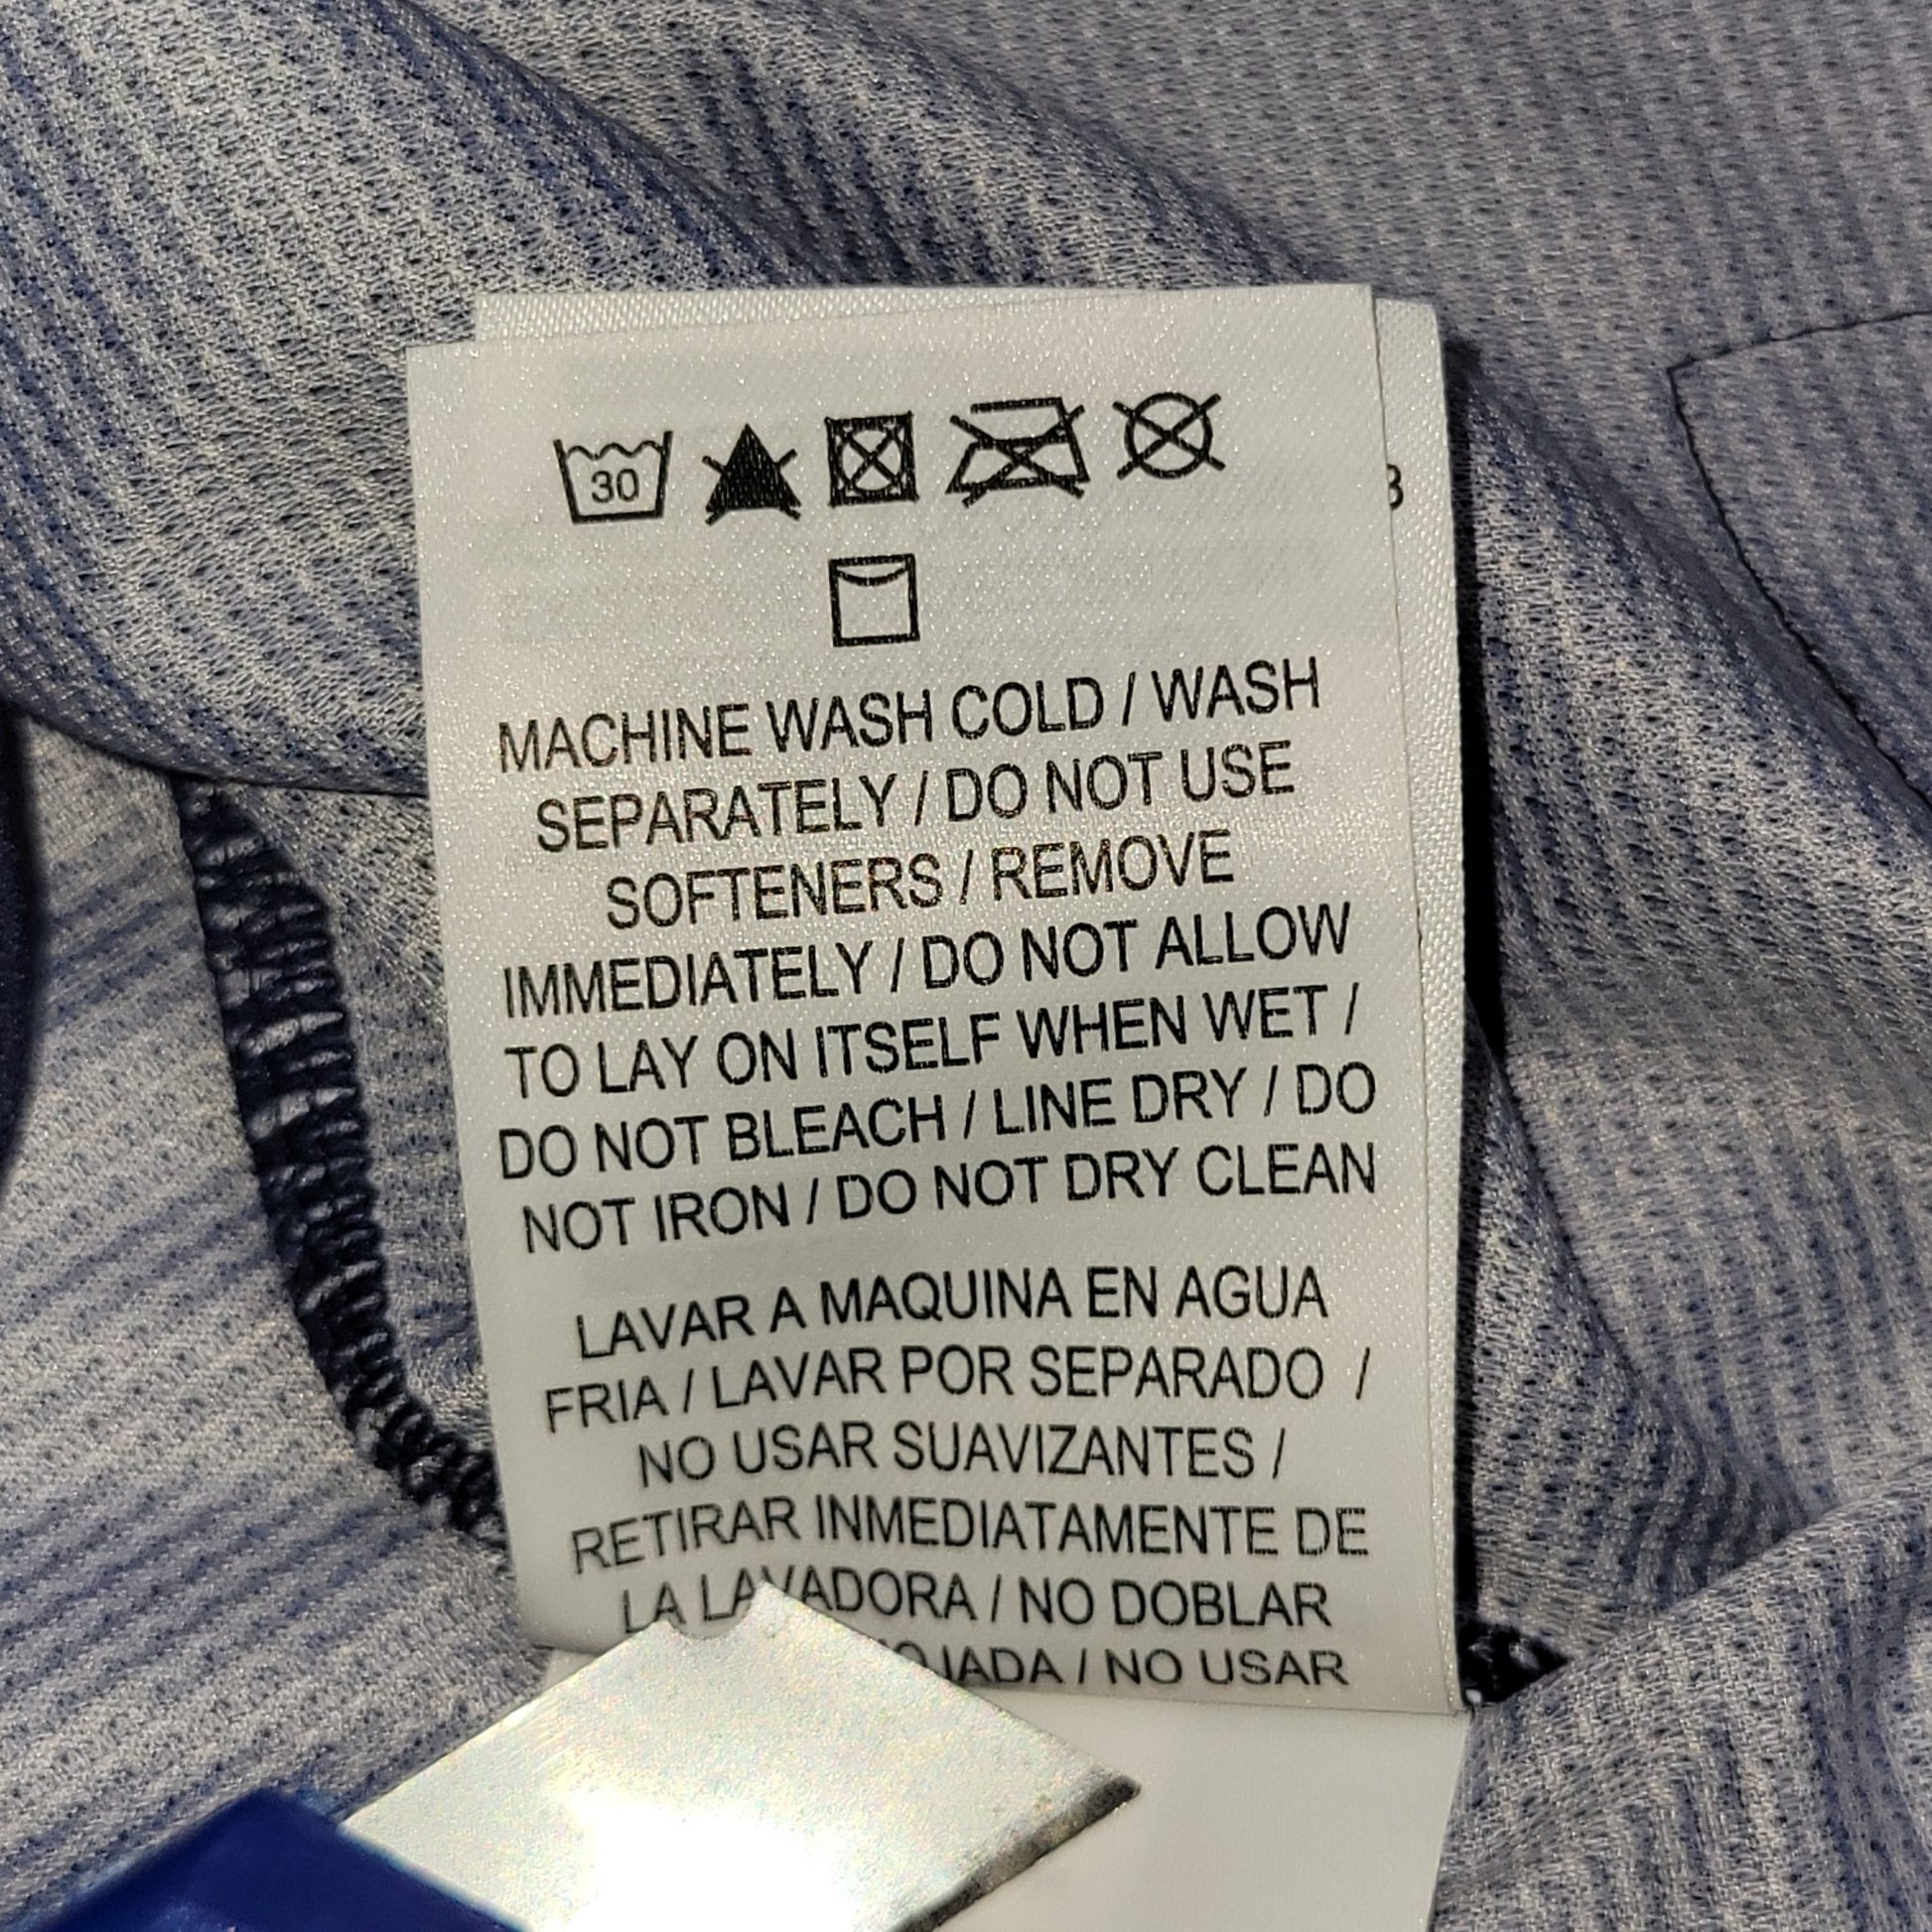 30
MACHINE WASH COLD / WASH
SEPARATELY / DO NOT USE
SOFTENERS / REMOVE
IMMEDIATELY / DO NOT ALLOW
TO LAY ON ITSELF WHEN WET /
DO NOT BLEACH / LINE DRY / DO
NOT IRON / DO NOT DRY CLEAN
LAVAR A MAQUINA EN AGUA
FRIA / LAVAR POR SEPARADO /
NO USAR SUAVIZANTES /
RETIRAR INMEDIATAMENTE DE
LA LAVADORA / NO DOBLAR
/ NO USAR